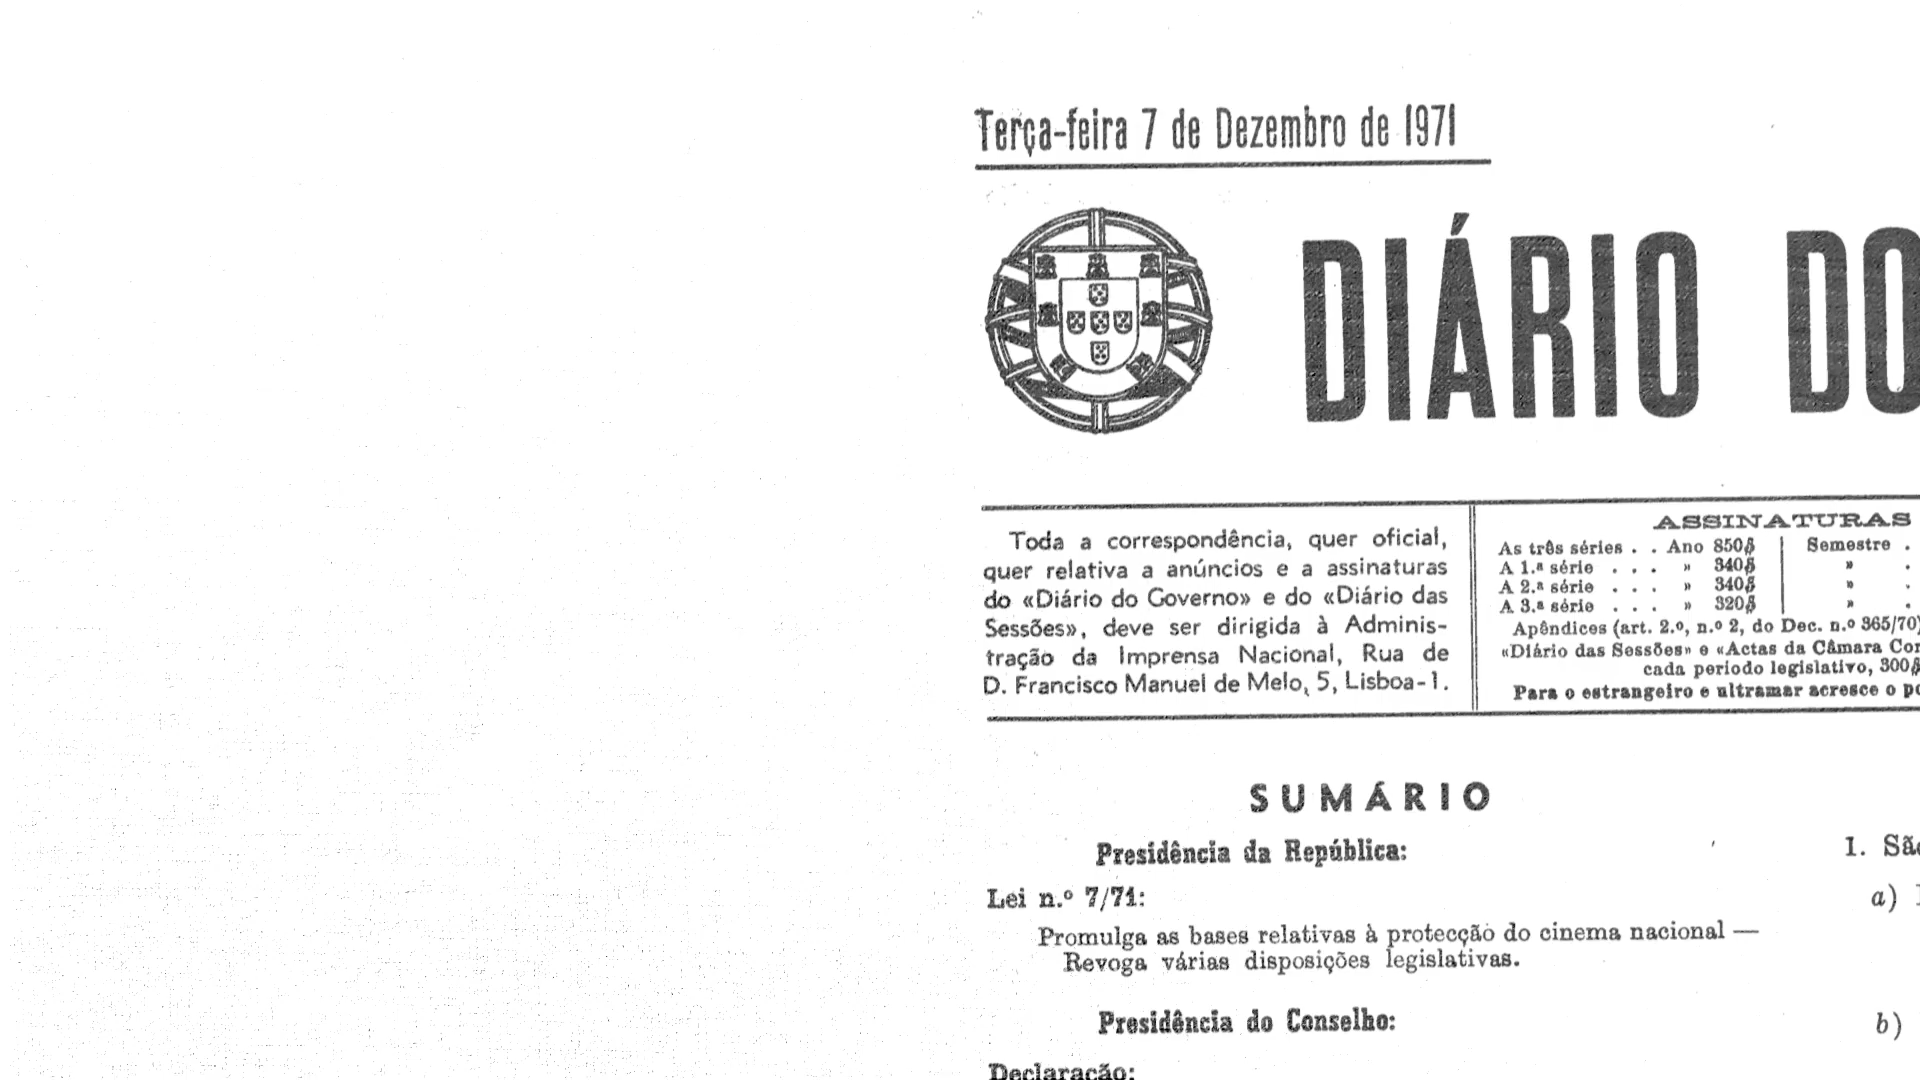 Terça-feira 7 de Dezembro de 1971
DIÁRIO DO
Toda a correspondência, quer oficial,
quer relativa a anúncios e a assinaturas
do «Diário do Governo» e do «Diário das
Sessões», deve ser dirigida à Adminis-
tração da Imprensa Nacional, Rua de
D. Francisco Manuel de Melo, 5, Lisboa-1.
ASSINATURAS
As três séries . . Ano 850$ Semestre .
A 1.ª série . . . » 340$ » .
A 2.ª série . . . » 340$ » .
A 3.ª série . . . » 320$ » .
Apêndices (art. 2.º, n.º 2, do Dec. n.º 365/70)
«Diário das Sessões» e «Actas da Câmara
cada período legislativo, 300$
Para o estrangeiro e ultramar acresce o
SUMÁRIO
Presidência da República:
Lei n.º 7/71:
Promulga as bases relativas à protecção do cinema nacional —
Revoga várias disposições legislativas.
Presidência do Conselho:
Declaração:
1.
a)
b)